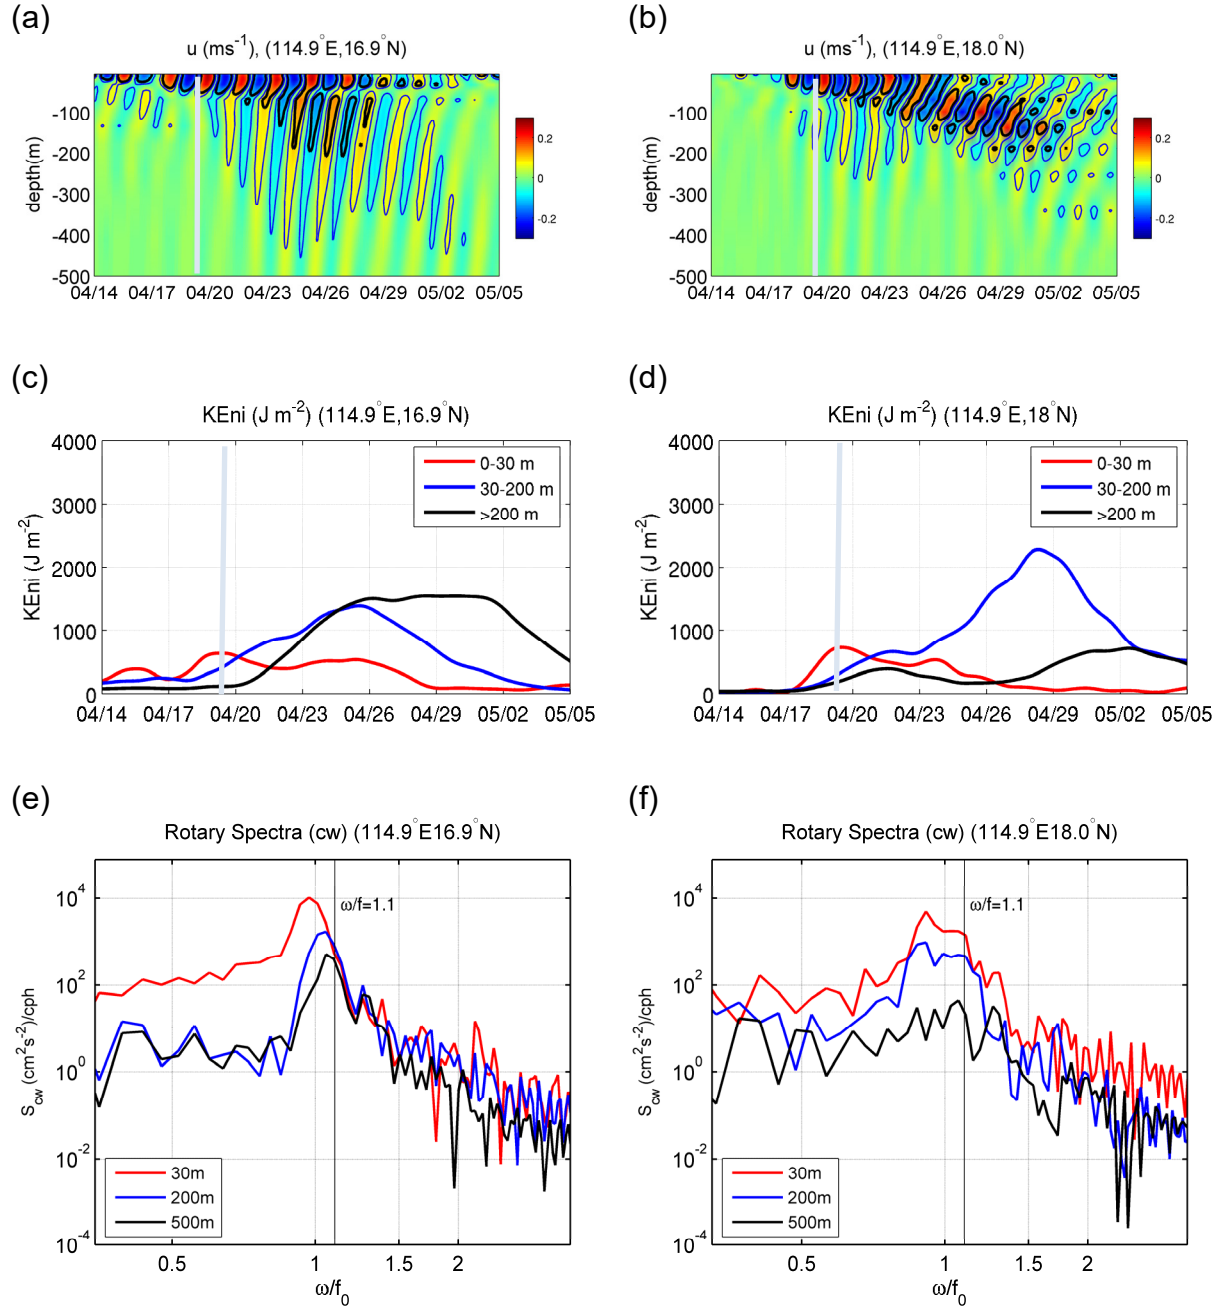 (a)
u (ms⁻¹), (114.9°E,16.9°N)
depth(m)
-100
-200
-300
-400
-500
04/14 04/17 04/20 04/23 04/26 04/29 05/02 05/05
0.2
0
-0.2
(b)
u (ms⁻¹), (114.9°E,18.0°N)
depth(m)
-100
-200
-300
-400
-500
04/14 04/17 04/20 04/23 04/26 04/29 05/02 05/05
0.2
0
-0.2
(c)
KEni (J m⁻²) (114.9°E,16.9°N)
KEni (J m⁻²)
4000
3000
2000
1000
0
04/14 04/17 04/20 04/23 04/26 04/29 05/02 05/05
0-30 m
30-200 m
>200 m
(d)
KEni (J m⁻²) (114.9°E,18°N)
KEni (J m⁻²)
4000
3000
2000
1000
0
04/14 04/17 04/20 04/23 04/26 04/29 05/02 05/05
0-30 m
30-200 m
>200 m
(e)
Rotary Spectra (cw) (114.9°E16.9°N)
S_cw (cm²s⁻²)/cph
10⁴
10²
10⁰
10⁻²
10⁻⁴
ω/f=1.1
30m
200m
500m
0.5 1 1.5 2
ω/f₀
(f)
Rotary Spectra (cw) (114.9°E18.0°N)
S_cw (cm²s⁻²)/cph
10⁴
10²
10⁰
10⁻²
10⁻⁴
ω/f=1.1
30m
200m
500m
0.5 1 1.5 2
ω/f₀